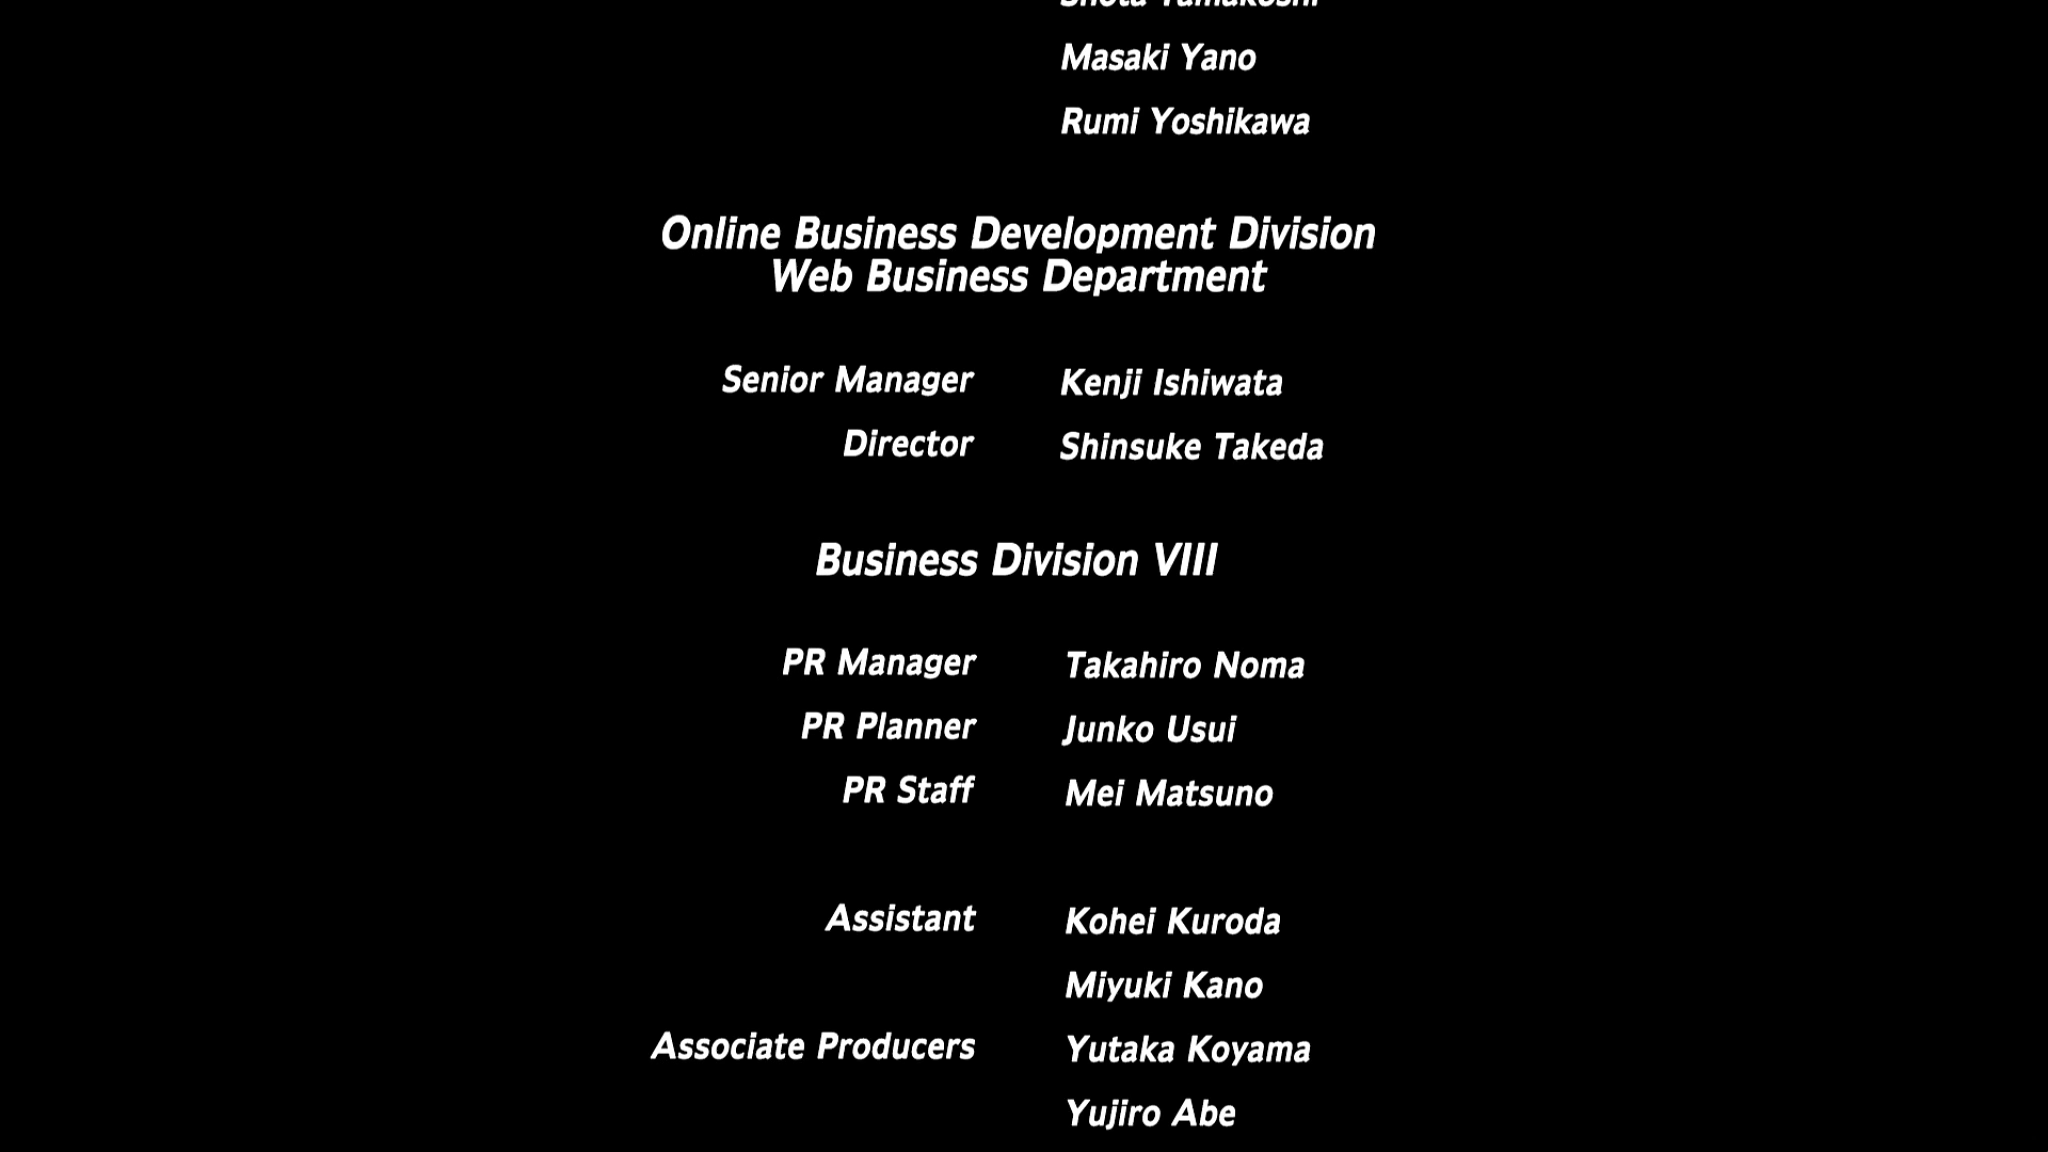 Shota Yamakoshi
Masaki Yano
Rumi Yoshikawa
Online Business Development Division
Web Business Department
Senior Manager Kenji Ishiwata
Director Shinsuke Takeda
Business Division VIII
PR Manager Takahiro Noma
PR Planner Junko Usui
PR Staff Mei Matsuno
Assistant Kohei Kuroda
Miyuki Kano
Associate Producers Yutaka Koyama
Yujiro Abe